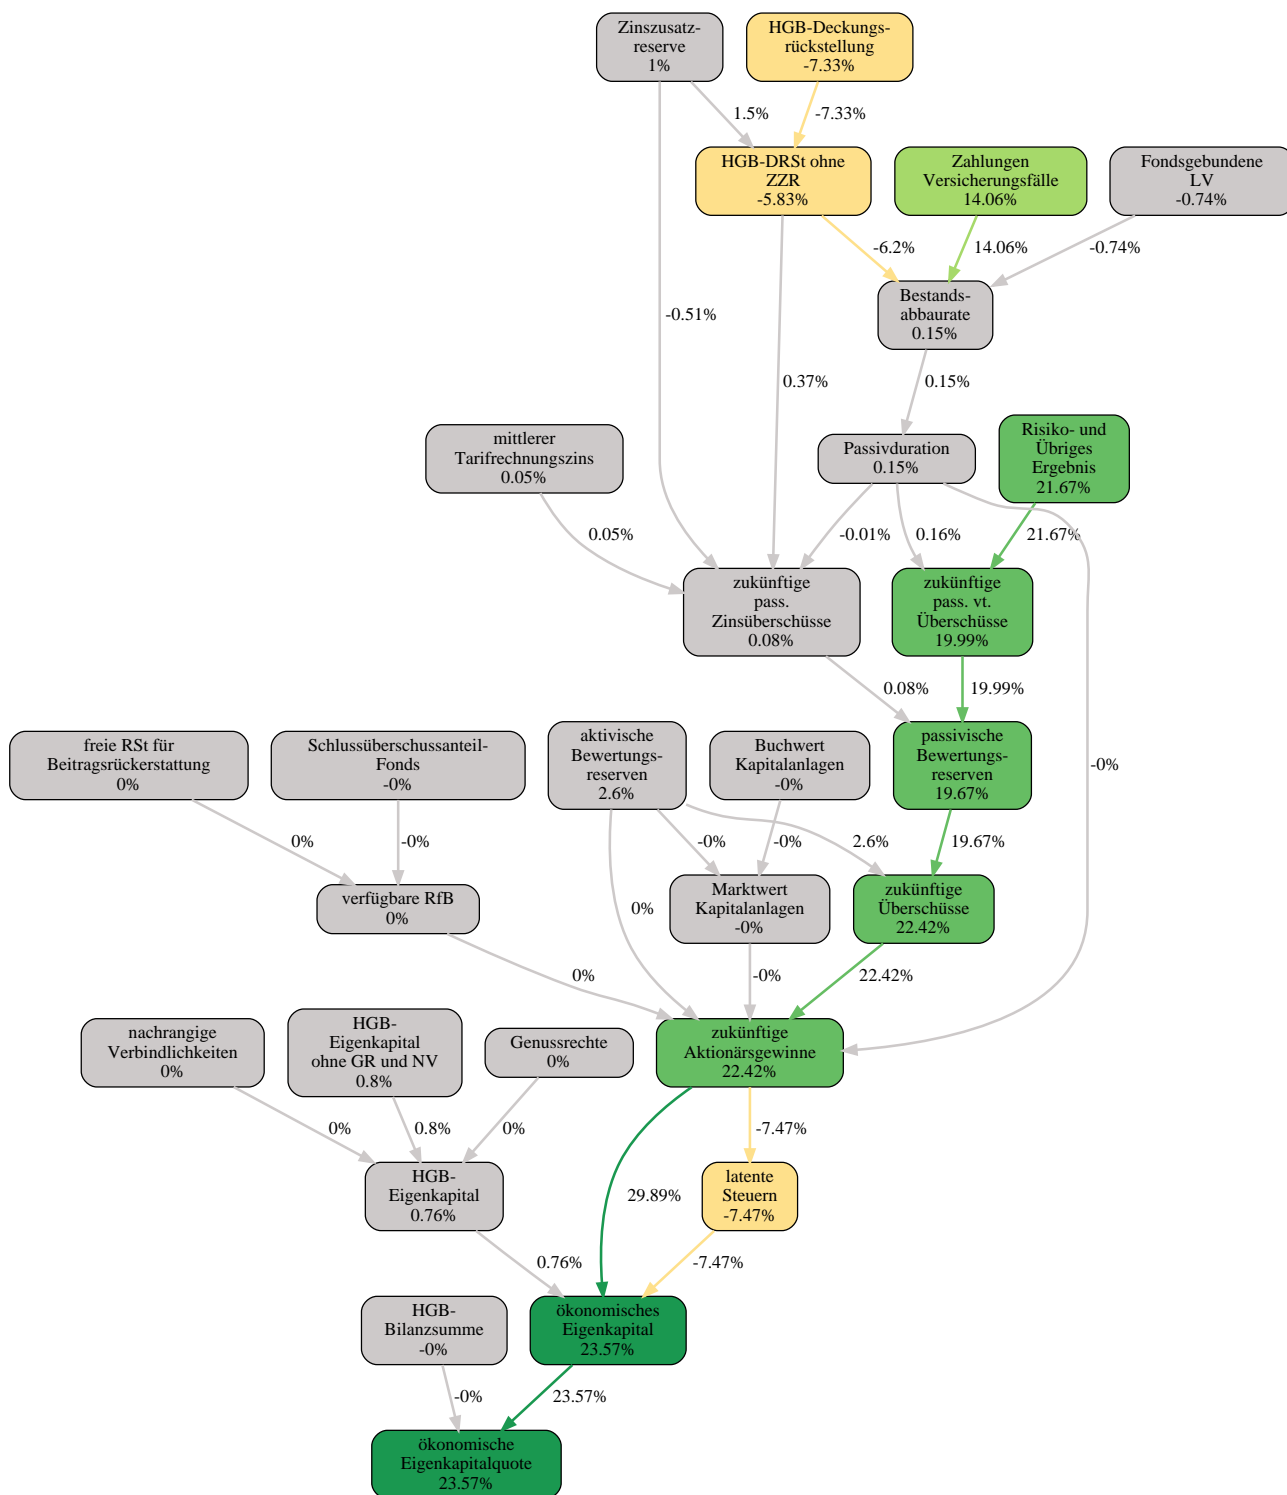 Zinszusatz-
reserve
1%
HGB-Deckungs-
rückstellung
-7.33%
1.5%
-7.33%
HGB-DRSt ohne
ZZR
-5.83%
Zahlungen
Versicherungsfälle
14.06%
Fondsgebundene
LV
-0.74%
-6.2%
14.06%
-0.74%
Bestands-
abbaurate
0.15%
-0.51%
0.37%
0.15%
mittlerer
Tarifrechnungszins
0.05%
Passivduration
0.15%
Risiko- und
Übriges
Ergebnis
21.67%
0.05%
-0.01%
0.16%
21.67%
zukünftige
pass.
Zinsüberschüsse
0.08%
zukünftige
pass. vt.
Überschüsse
19.99%
0.08%
19.99%
freie RSt für
Beitragsrückerstattung
0%
Schlussüberschussanteil-
Fonds
-0%
aktivische
Bewertungs-
reserven
2.6%
Buchwert
Kapitalanlagen
-0%
passivische
Bewertungs-
reserven
19.67%
-0%
0%
-0%
-0%
-0%
2.6%
19.67%
verfügbare RfB
0%
0%
Marktwert
Kapitalanlagen
-0%
zukünftige
Überschüsse
22.42%
0%
-0%
22.42%
nachrangige
Verbindlichkeiten
0%
HGB-
Eigenkapital
ohne GR und NV
0.8%
Genussrechte
0%
zukünftige
Aktionärsgewinne
22.42%
0%
0.8%
0%
-7.47%
HGB-
Eigenkapital
0.76%
29.89%
latente
Steuern
-7.47%
0.76%
-7.47%
HGB-
Bilanzsumme
-0%
ökonomisches
Eigenkapital
23.57%
-0%
23.57%
ökonomische
Eigenkapitalquote
23.57%